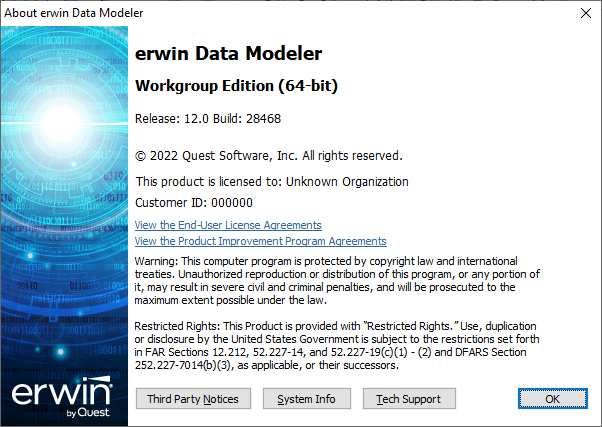 About erwin Data Modeler
erwin Data Modeler
Workgroup Edition (64-bit)
Release: 12.0 Build: 28468
© 2022 Quest Software, Inc. All rights reserved.
This product is licensed to: Unknown Organization
Customer ID: 000000
View the End-User License Agreements
View the Product Improvement Program Agreements
Warning: This computer program is protected by copyright law and international
treaties. Unauthorized reproduction or distribution of this program, or any portion of
it, may result in severe civil and criminal penalties, and will be prosecuted to the
maximum extent possible under the law.
Restricted Rights: This Product is provided with “Restricted Rights.” Use, duplication
or disclosure by the United States Government is subject to the restrictions set forth
in FAR Sections 12.212, 52.227-14, and 52.227-19(c)(1) - (2) and DFARS Section
252.227-7014(b)(3), as applicable, or their successors.
erwin
by Quest
Third Party Notices
System Info
Tech Support
OK